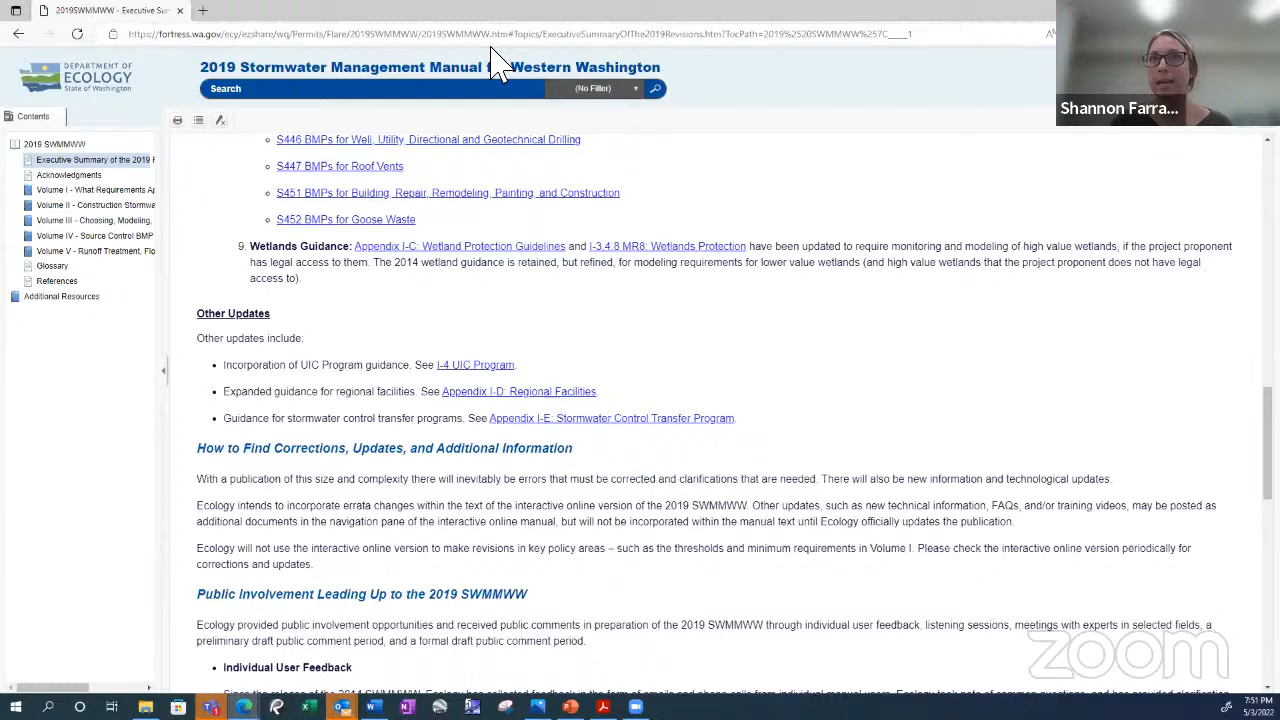 2019SWMMWW - Executive Sum
https://fortress.wa.gov/ecy/ezshare/wq/Permits/Flare/2019SWMMWW/2019SWMMWW.htm#Topics/ExecutiveSummaryOfThe2019Revisions.htm?TocPath=2019%2520SWMMWW%257C____1
DEPARTMENT OF
ECOLOGY
State of Washington
2019 Stormwater Management Manual Western Washington
Search
(No Filter)
Shannon Farra...
Contents
2019 SWMMWW
Executive Summary of the 2019
Acknowledgments
Volume I - What Requirements Ap
Volume II - Construction Stormwa
Volume III - Choosing, Modeling,
Volume IV - Source Control BMP
Volume V - Runoff Treatment, Flo
Glossary
References
Additional Resources
S446 BMPs for Well, Utility, Directional and Geotechnical Drilling
S447 BMPs for Roof Vents
S451 BMPs for Building, Repair, Remodeling, Painting, and Construction
S452 BMPs for Goose Waste
9. Wetlands Guidance: Appendix I-C: Wetland Protection Guidelines and I-3.4.8 MR8: Wetlands Protection have been updated to require monitoring and modeling of high value wetlands, if the project proponent
has legal access to them. The 2014 wetland guidance is retained, but refined, for modeling requirements for lower value wetlands (and high value wetlands that the project proponent does not have legal
access to).
Other Updates
Other updates include:
Incorporation of UIC Program guidance. See I-4 UIC Program.
Expanded guidance for regional facilities. See Appendix I-D: Regional Facilities
Guidance for stormwater control transfer programs. See Appendix I-E: Stormwater Control Transfer Program.
How to Find Corrections, Updates, and Additional Information
With a publication of this size and complexity there will inevitably be errors that must be corrected and clarifications that are needed. There will also be new information and technological updates.
Ecology intends to incorporate errata changes within the text of the interactive online version of the 2019 SWMMWW. Other updates, such as new technical information, FAQs, and/or training videos, may be posted as
additional documents in the navigation pane of the interactive online manual, but will not be incorporated within the manual text until Ecology officially updates the publication.
Ecology will not use the interactive online version to make revisions in key policy areas – such as the thresholds and minimum requirements in Volume I. Please check the interactive online version periodically for
corrections and updates.
Public Involvement Leading Up to the 2019 SWMMWW
Ecology provided public involvement opportunities and received public comments in preparation of the 2019 SWMMWW through individual user feedback, listening sessions, meetings with experts in selected fields, a
preliminary draft public comment period, and a formal draft public comment period.
Individual User Feedback
zoom
7:51 PM
5/3/2022